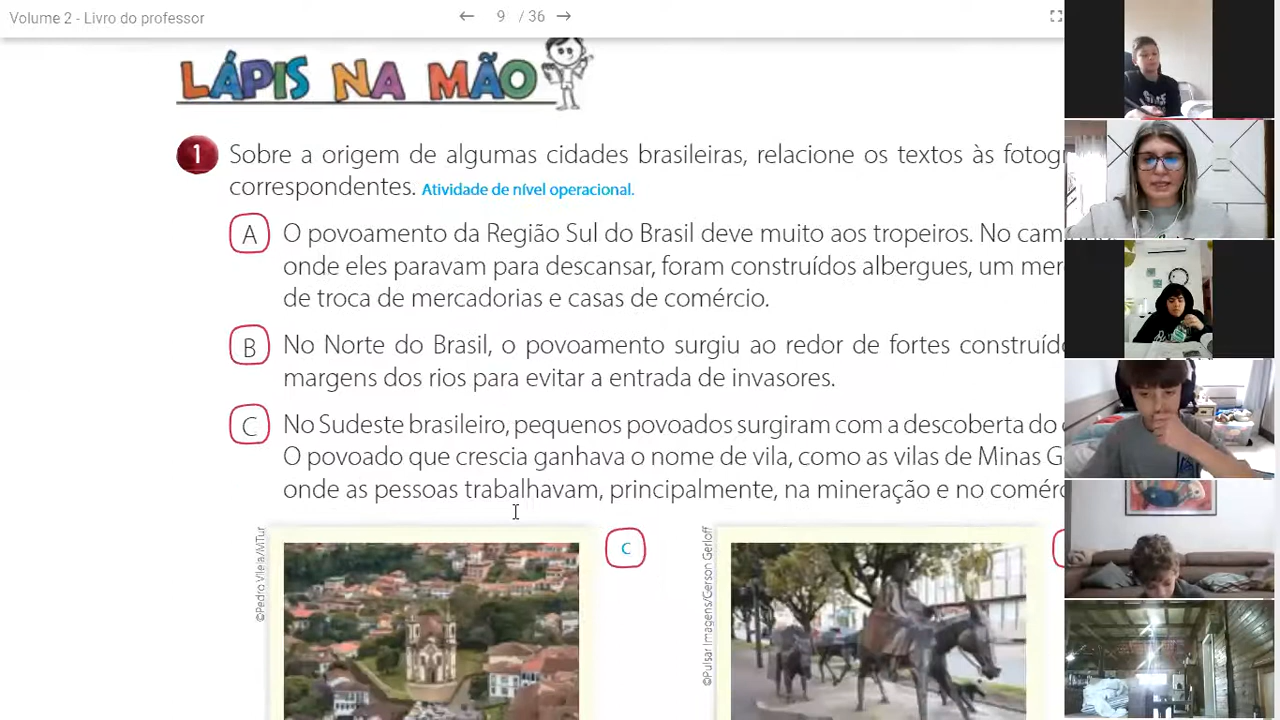 Volume 2 - Livro do professor
9 / 36
LÁPIS NA MÃO
1 Sobre a origem de algumas cidades brasileiras, relacione os textos às
correspondentes. Atividade de nível operacional.
A O povoamento da Região Sul do Brasil deve muito aos tropeiros. No
onde eles paravam para descansar, foram construídos albergues, um
de troca de mercadorias e casas de comércio.
B No Norte do Brasil, o povoamento surgiu ao redor de fortes
margens dos rios para evitar a entrada de invasores.
C No Sudeste brasileiro, pequenos povoados surgiram com a descoberta do
O povoado que crescia ganhava o nome de vila, como as vilas de Minas
onde as pessoas trabalhavam, principalmente, na mineração e no
©Pedro Vilela/MTur
C
©Pulsar Imagens/Gerson Gerloff